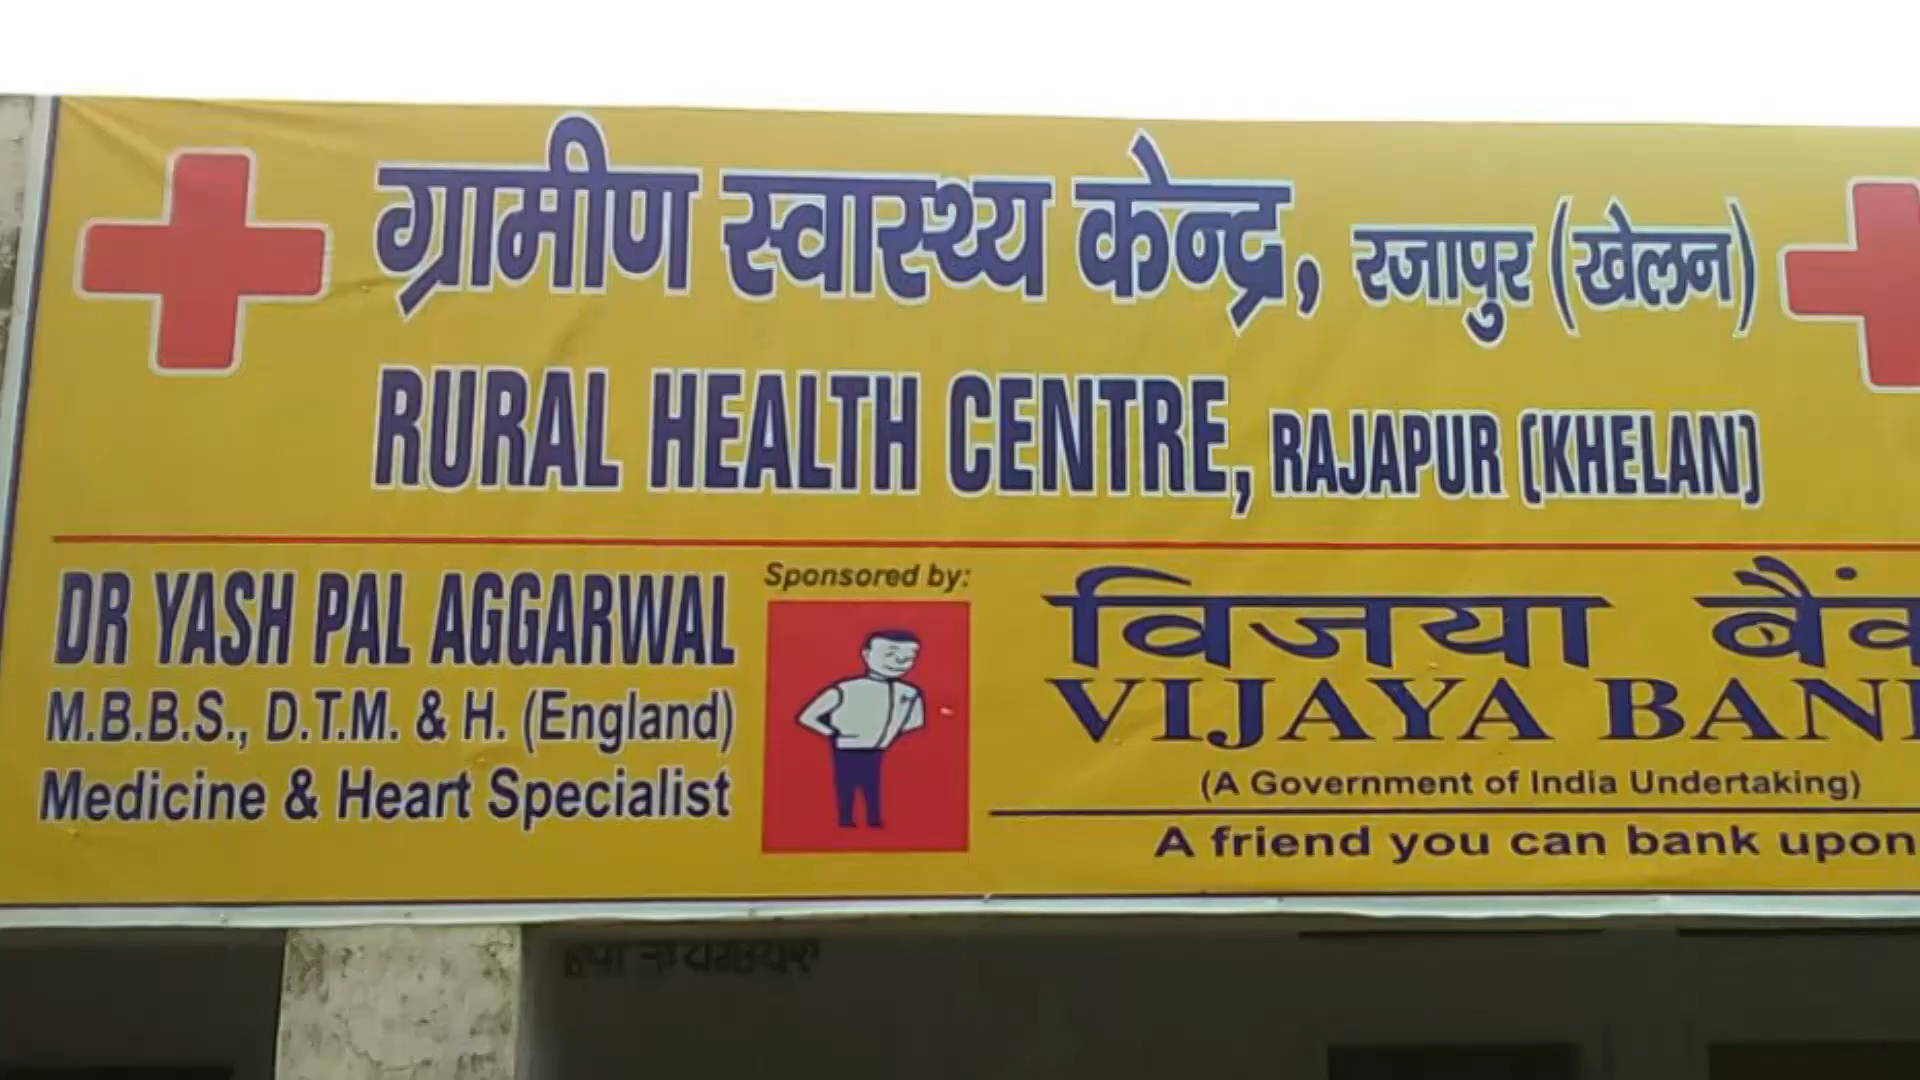 ग्रामीण स्वास्थ्य केन्द्र, रजापुर (खेलन)
RURAL HEALTH CENTRE, RAJAPUR (KHELAN)
DR YASH PAL AGGARWAL
M.B.B.S., D.T.M. & H. (England)
Medicine & Heart Specialist
Sponsored by:
विजया बैंक
VIJAYA BAN
(A Government of India Undertaking)
A friend you can bank upon